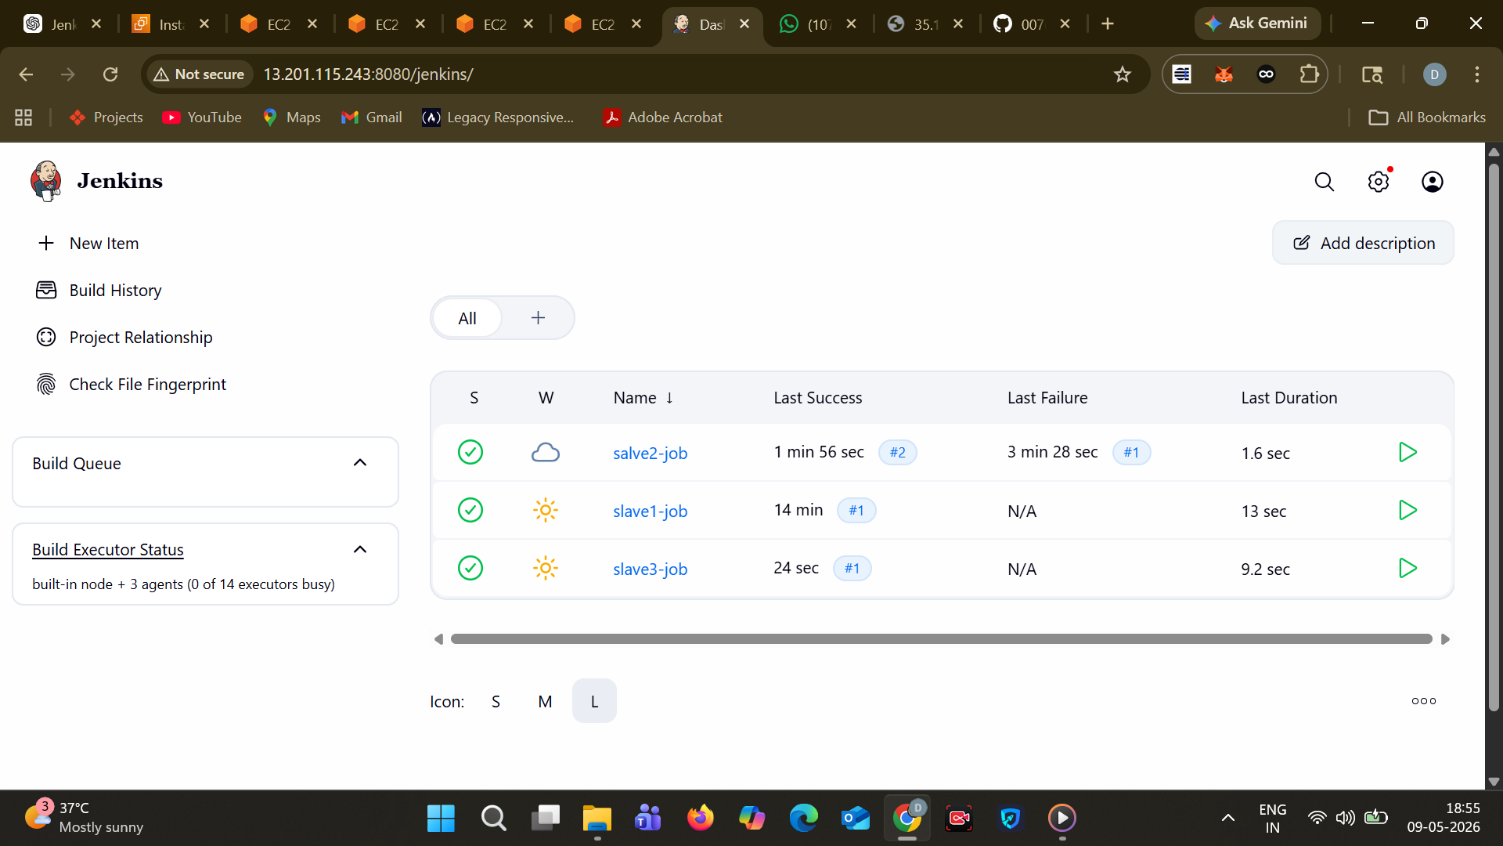 Jen
Inst
EC2
EC2
EC2
EC2
Das
(10
35.1
007
Ask Gemini
Not secure
13.201.115.243:8080/jenkins/
D
Projects
YouTube
Maps
Gmail
Legacy Responsive...
Adobe Acrobat
All Bookmarks
Jenkins
New Item
Add description
Build History
Project Relationship
Check File Fingerprint
All
+
S W Name ↓ Last Success Last Failure Last Duration
salve2-job 1 min 56 sec #2 3 min 28 sec #1 1.6 sec
slave1-job 14 min #1 N/A 13 sec
slave3-job 24 sec #1 N/A 9.2 sec
Build Queue
Build Executor Status
built-in node + 3 agents (0 of 14 executors busy)
Icon: S M L
3
37°C
Mostly sunny
D
ENG
IN
18:55
09-05-2026